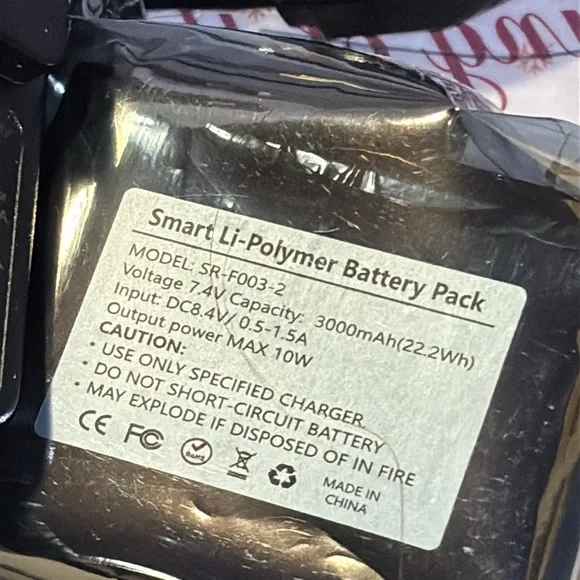 Smart Li-Polymer Battery Pack
MODEL: SR-F003-2
Voltage 7.4V Capacity: 3000mAh(22.2Wh)
Input: DC8.4V/ 0.5-1.5A
Output power MAX 10W
CAUTION:
• USE ONLY SPECIFIED CHARGER
• DO NOT SHORT-CIRCUIT BATTERY
• MAY EXPLODE IF DISPOSED OF IN FIRE
CE FC RoHS
MADE IN
CHINA